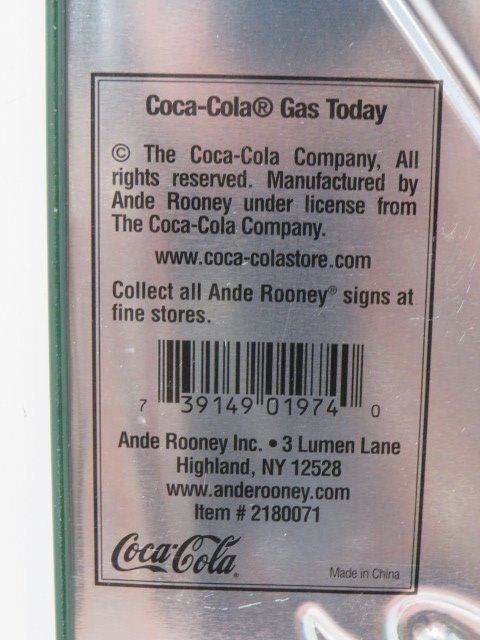 Coca-Cola® Gas Today
© The Coca-Cola Company, All
rights reserved. Manufactured by
Ande Rooney under license from
The Coca-Cola Company.
www.coca-colastore.com
Collect all Ande Rooney® signs at
fine stores.
7 39149 01974 0
Ande Rooney Inc. • 3 Lumen Lane
Highland, NY 12528
www.anderooney.com
Item # 2180071
Coca-Cola®
Made in China